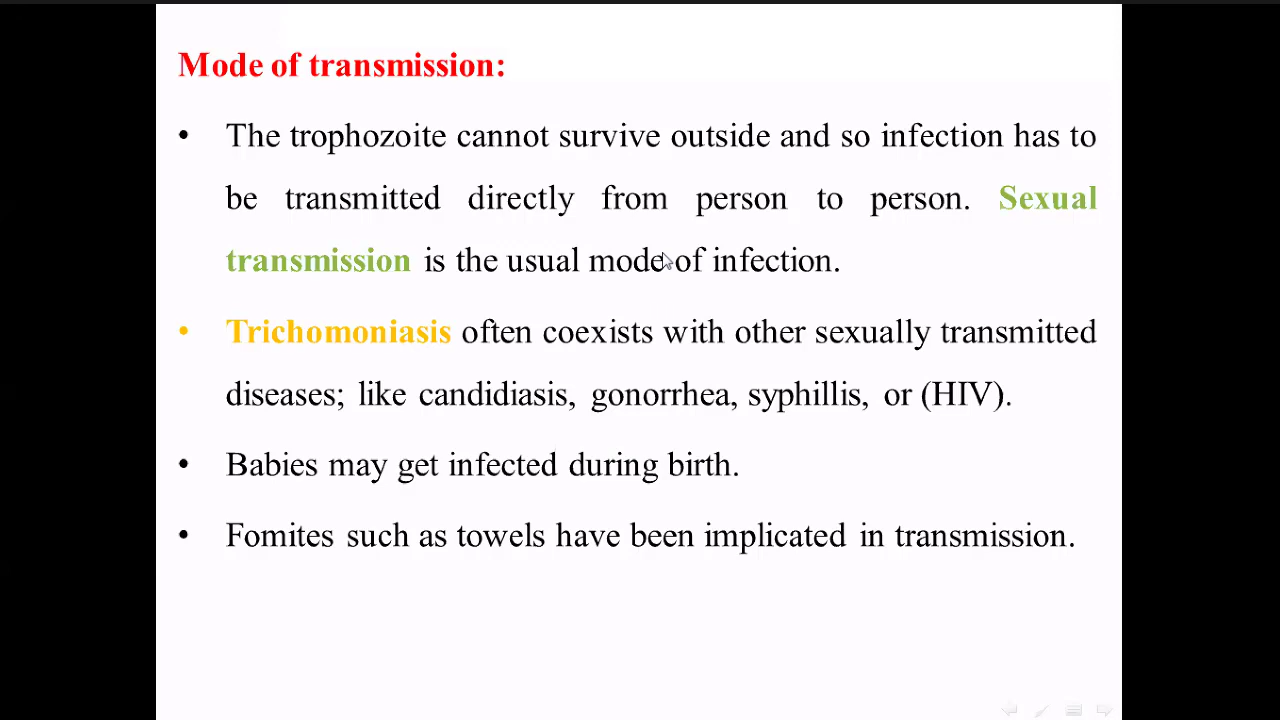 Mode of transmission:
• The trophozoite cannot survive outside and so infection has to
be transmitted directly from person to person. Sexual
transmission is the usual mode of infection.
• Trichomoniasis often coexists with other sexually transmitted
diseases; like candidiasis, gonorrhea, syphillis, or (HIV).
• Babies may get infected during birth.
• Fomites such as towels have been implicated in transmission.